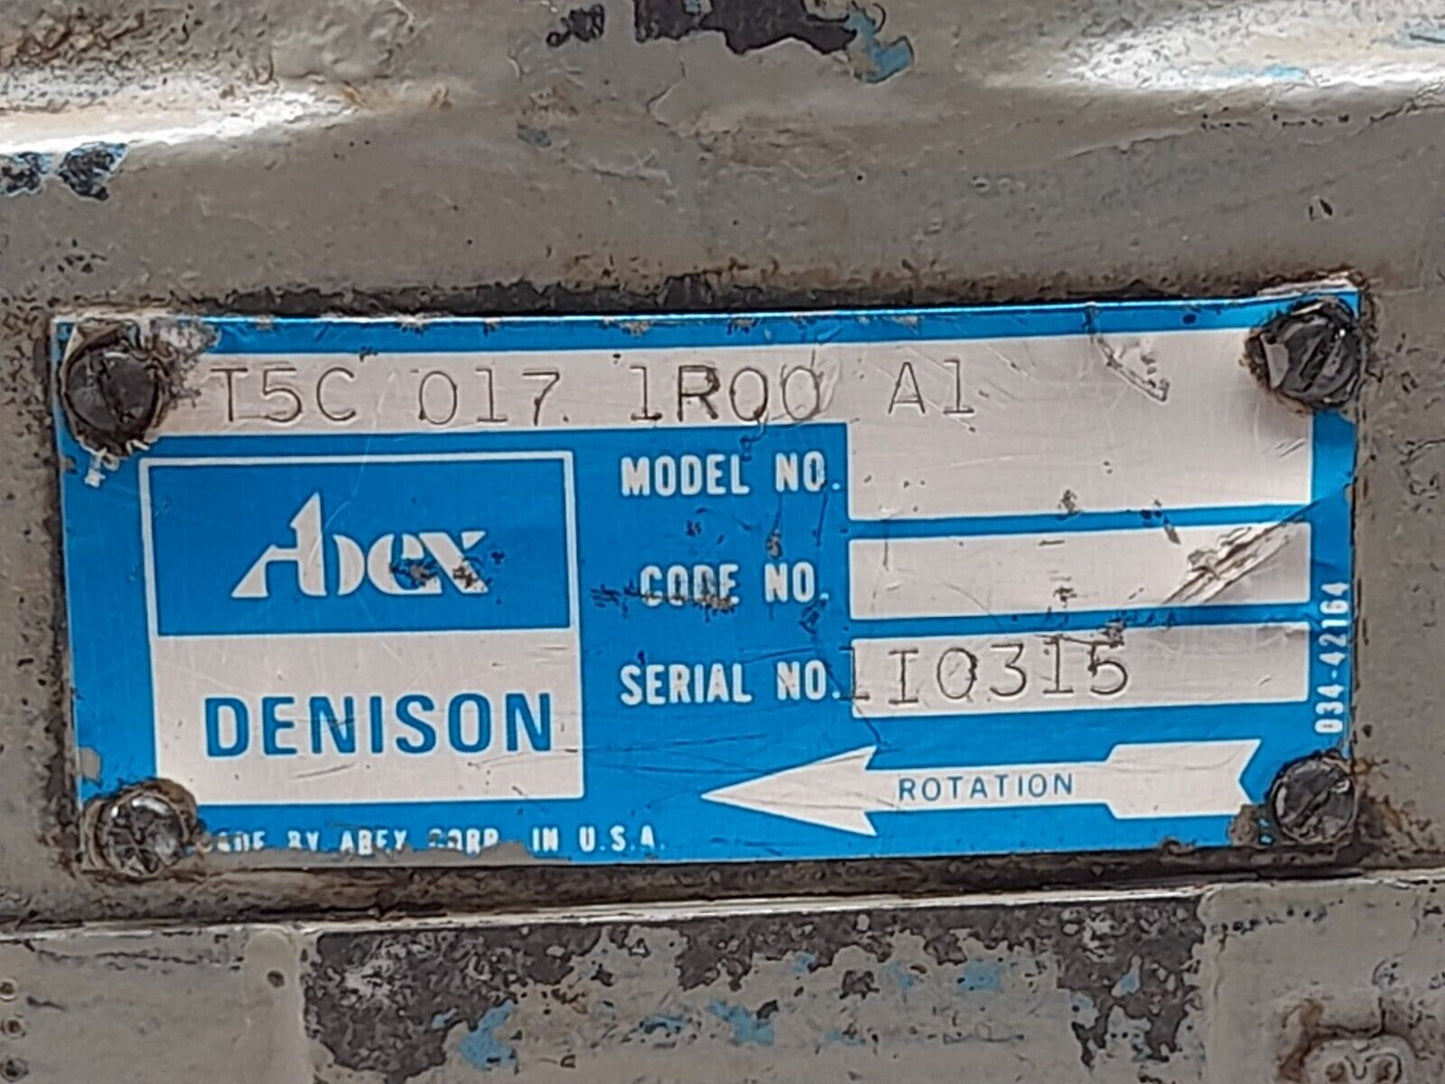 T5C 017 1R00 A1
MODEL NO.
Abex
CODE NO.
DENISON
SERIAL NO. 1I0315
034-42164
ROTATION
MADE BY ABEX CORP. IN U.S.A.